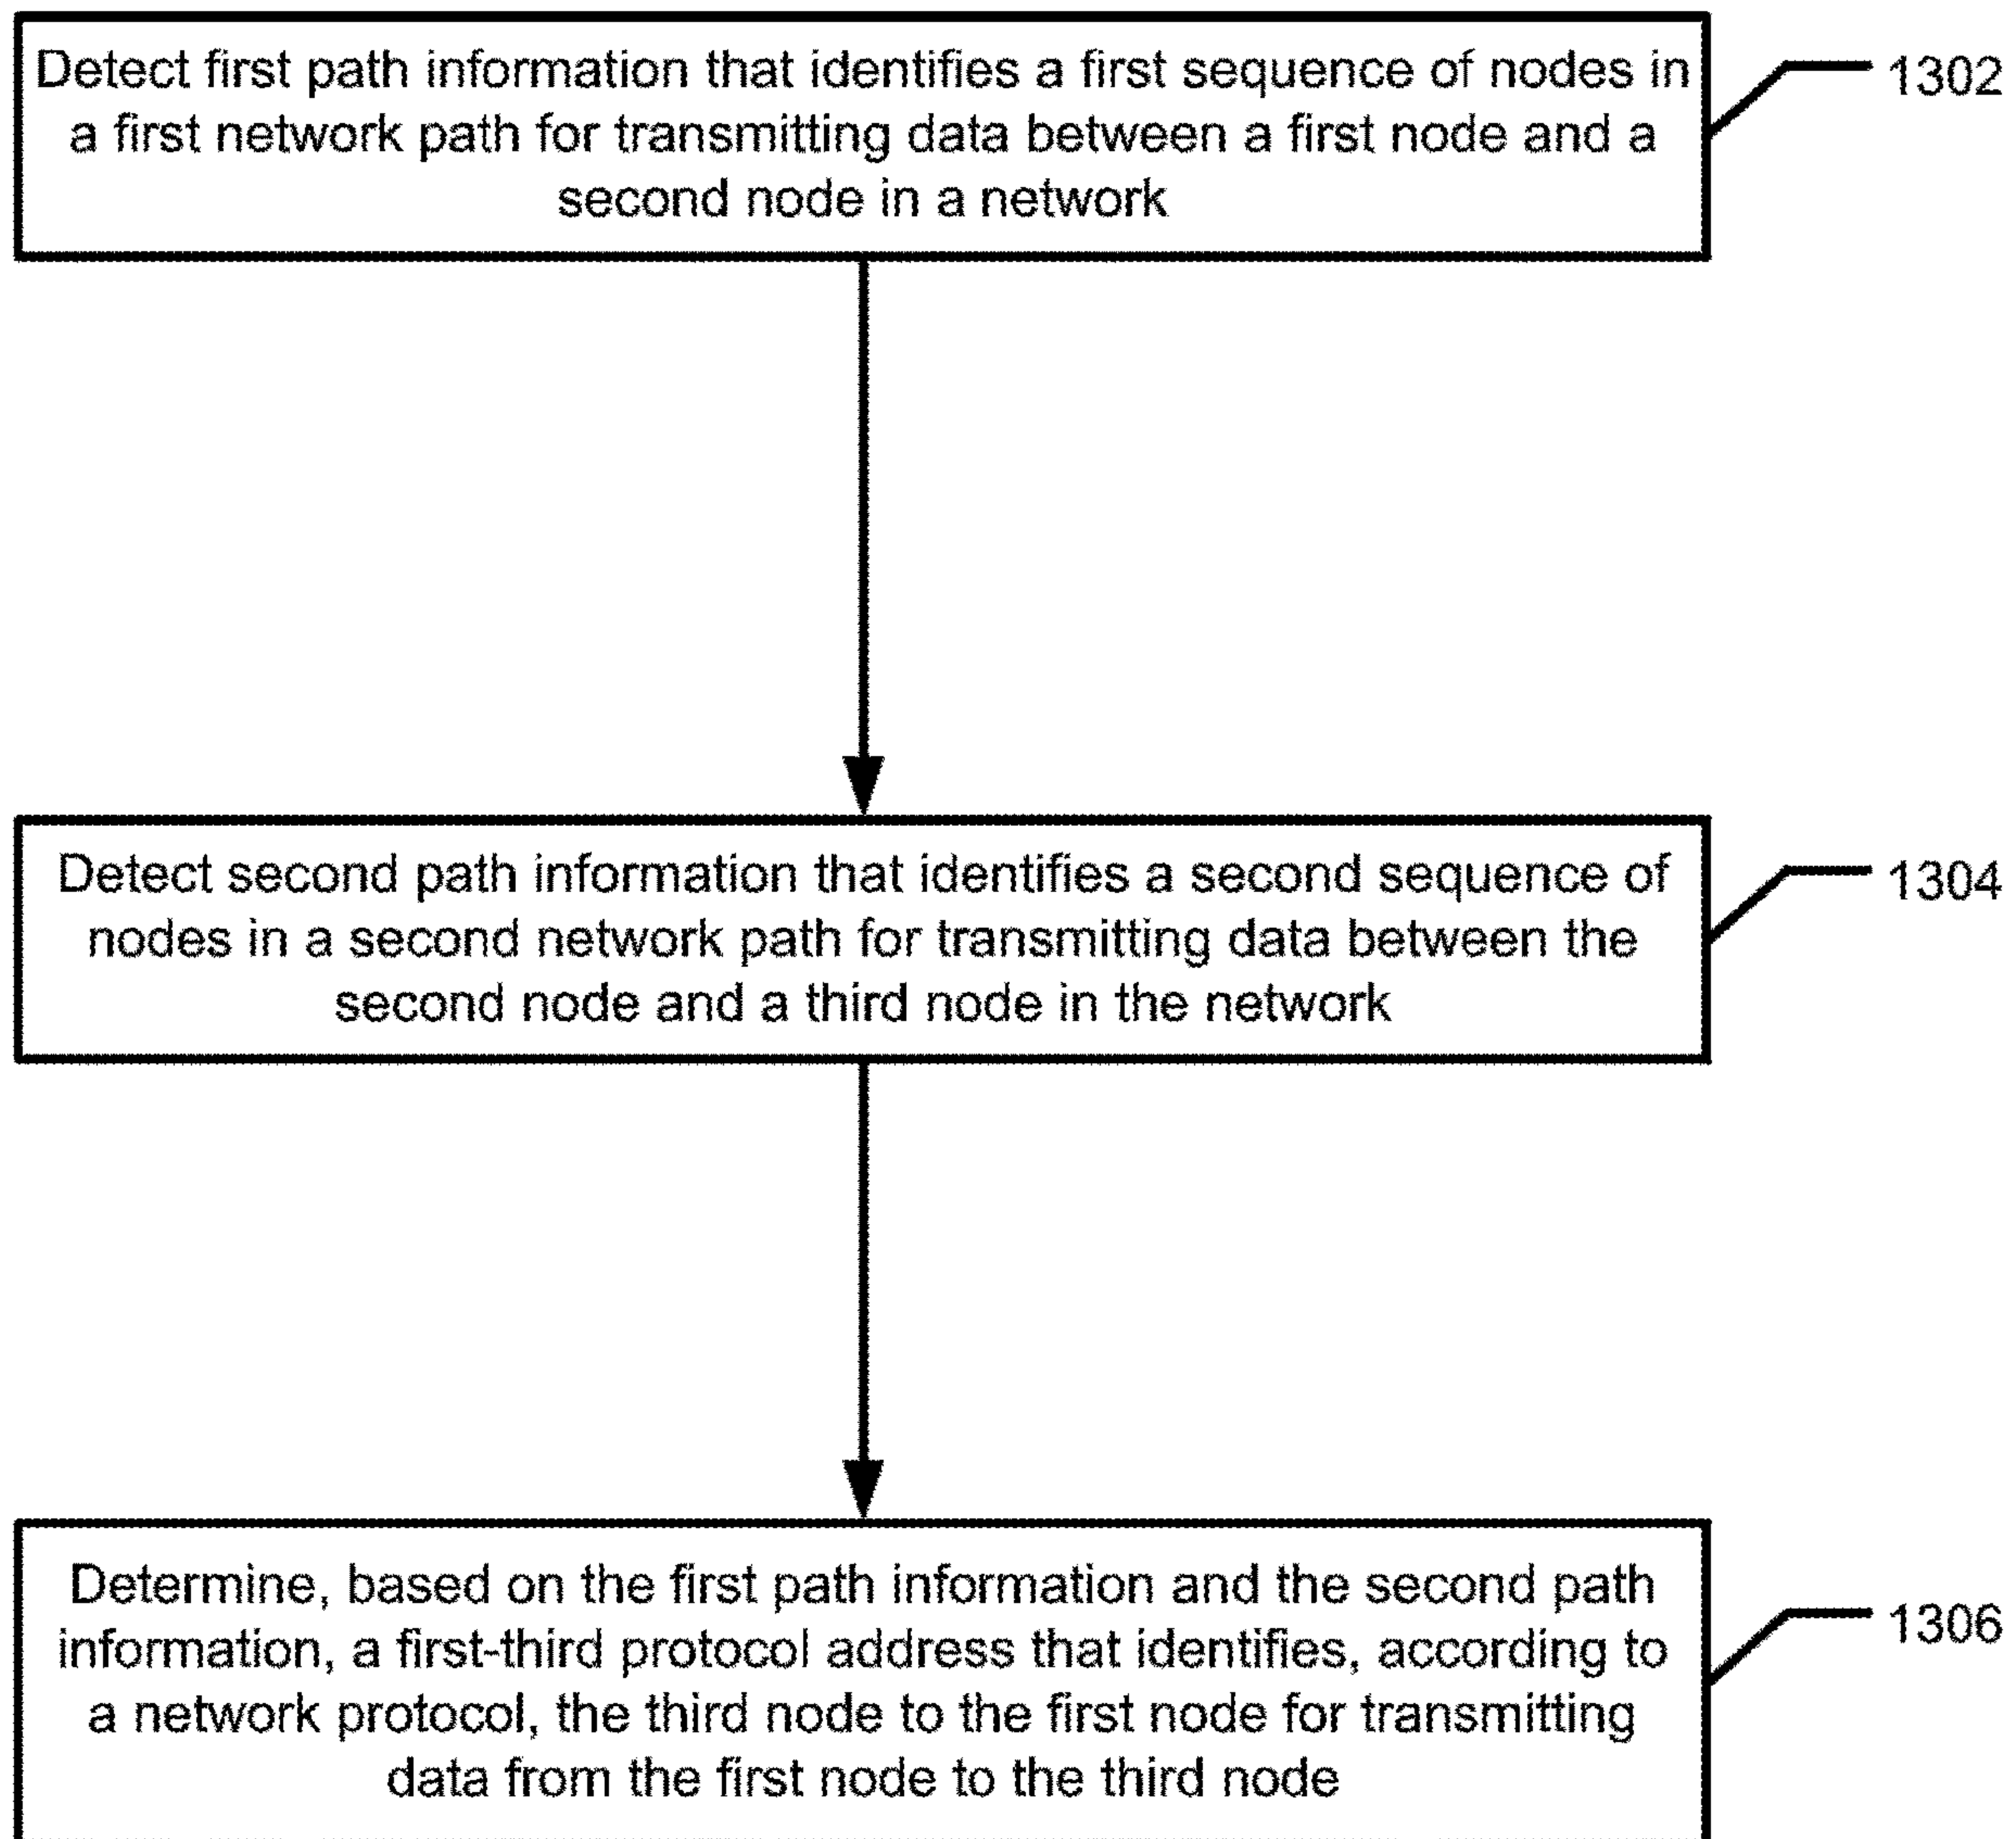 Detect first path information that identifies a first sequence of nodes in
a first network path for transmitting data between a first node and a
second node in a network
1302
Detect second path information that identifies a second sequence of
nodes in a second network path for transmitting data between the
second node and a third node in the network
1304
Determine, based on the first path information and the second path
information, a first-third protocol address that identifies, according to
a network protocol, the third node to the first node for transmitting
data from the first node to the third node
1306